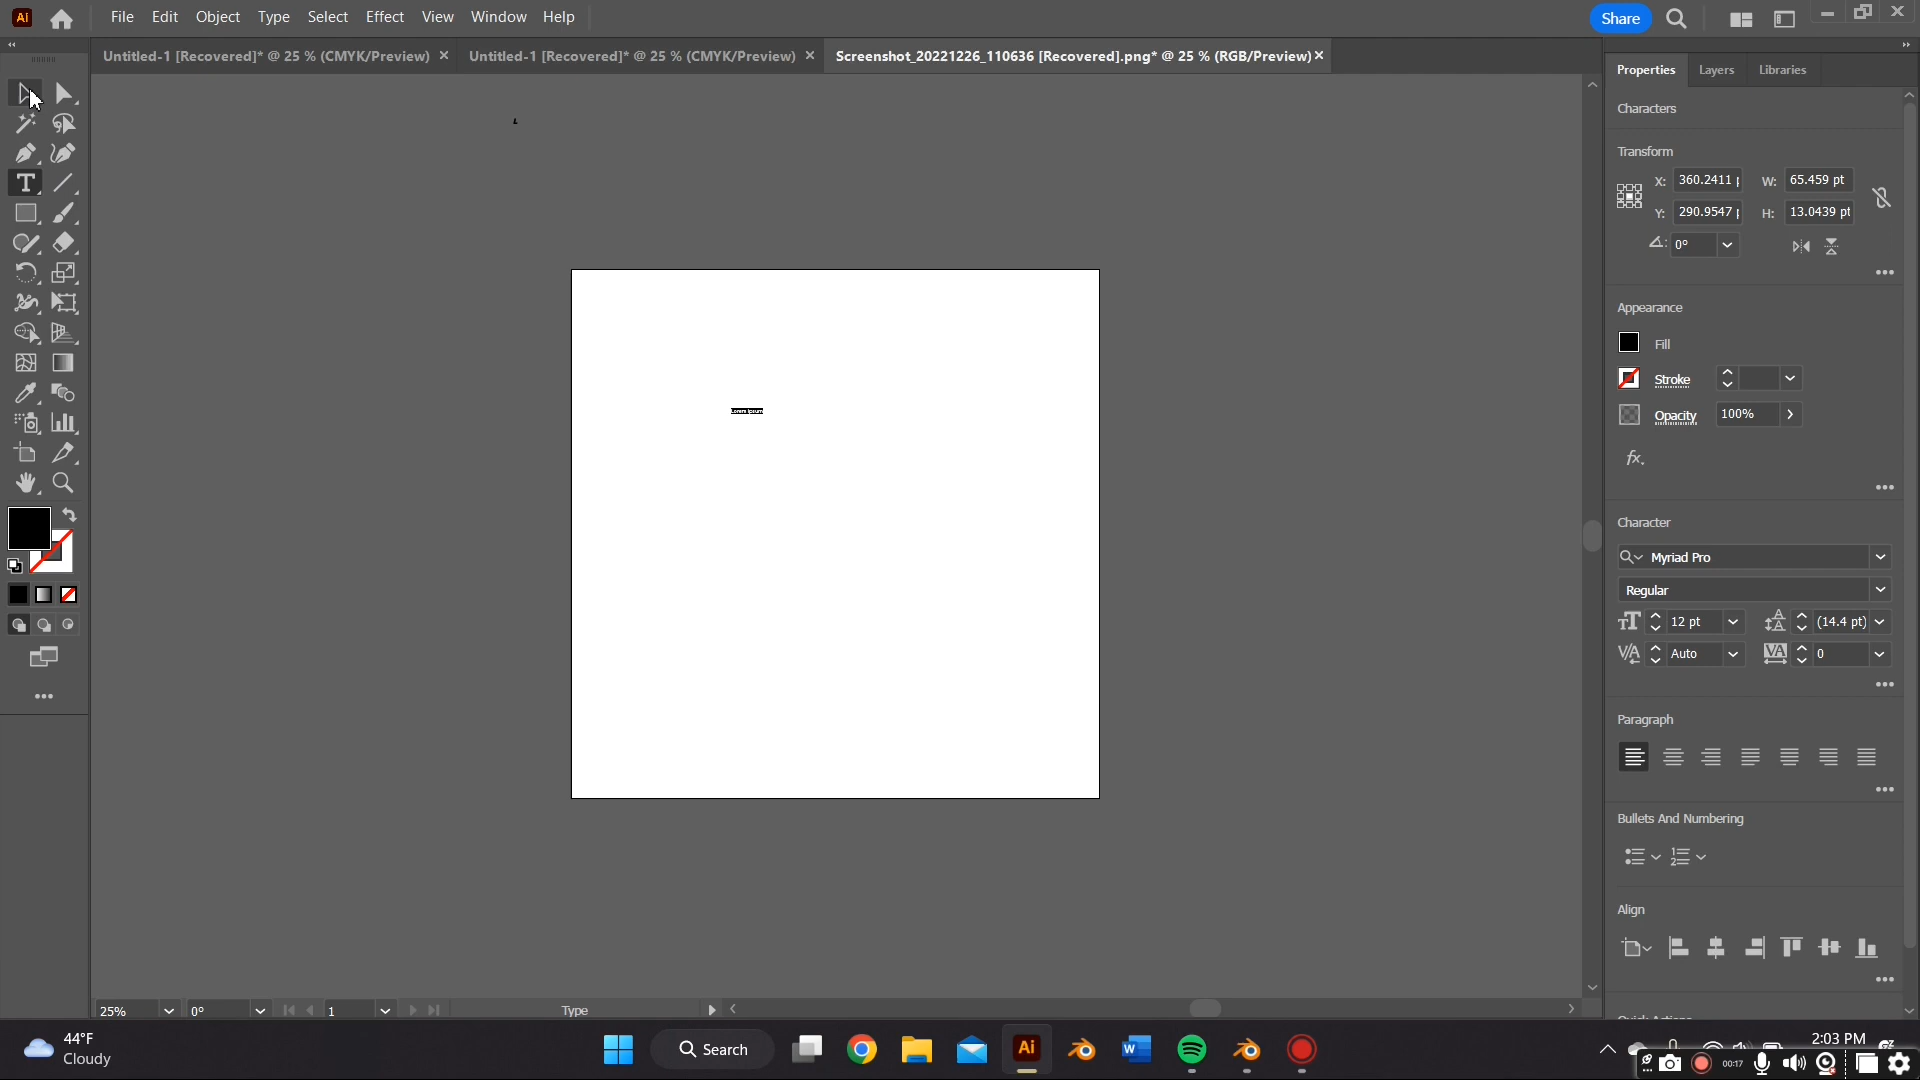 Ai File Edit Object Type Select Effect View Window Help Share
Untitled-1 [Recovered]* @ 25 % (CMYK/Preview) × Untitled-1 [Recovered]* @ 25 % (CMYK/Preview) × Screenshot_20221226_110636 [Recovered].png* @ 25 % (RGB/Preview) ×
Properties Layers Libraries
Characters
Transform
X: 360.2411 W: 65.459 pt
Y: 290.9547 H: 13.0439 pt
0°
Appearance
Fill
Stroke
Opacity 100%
fx.
Lorem ipsum
Character
Myriad Pro
Regular
12 pt (14.4 pt)
Auto 0
Paragraph
Bullets And Numbering
Align
25% 0° 1 Type
44°F
Cloudy
Search
2:03 PM
00:17